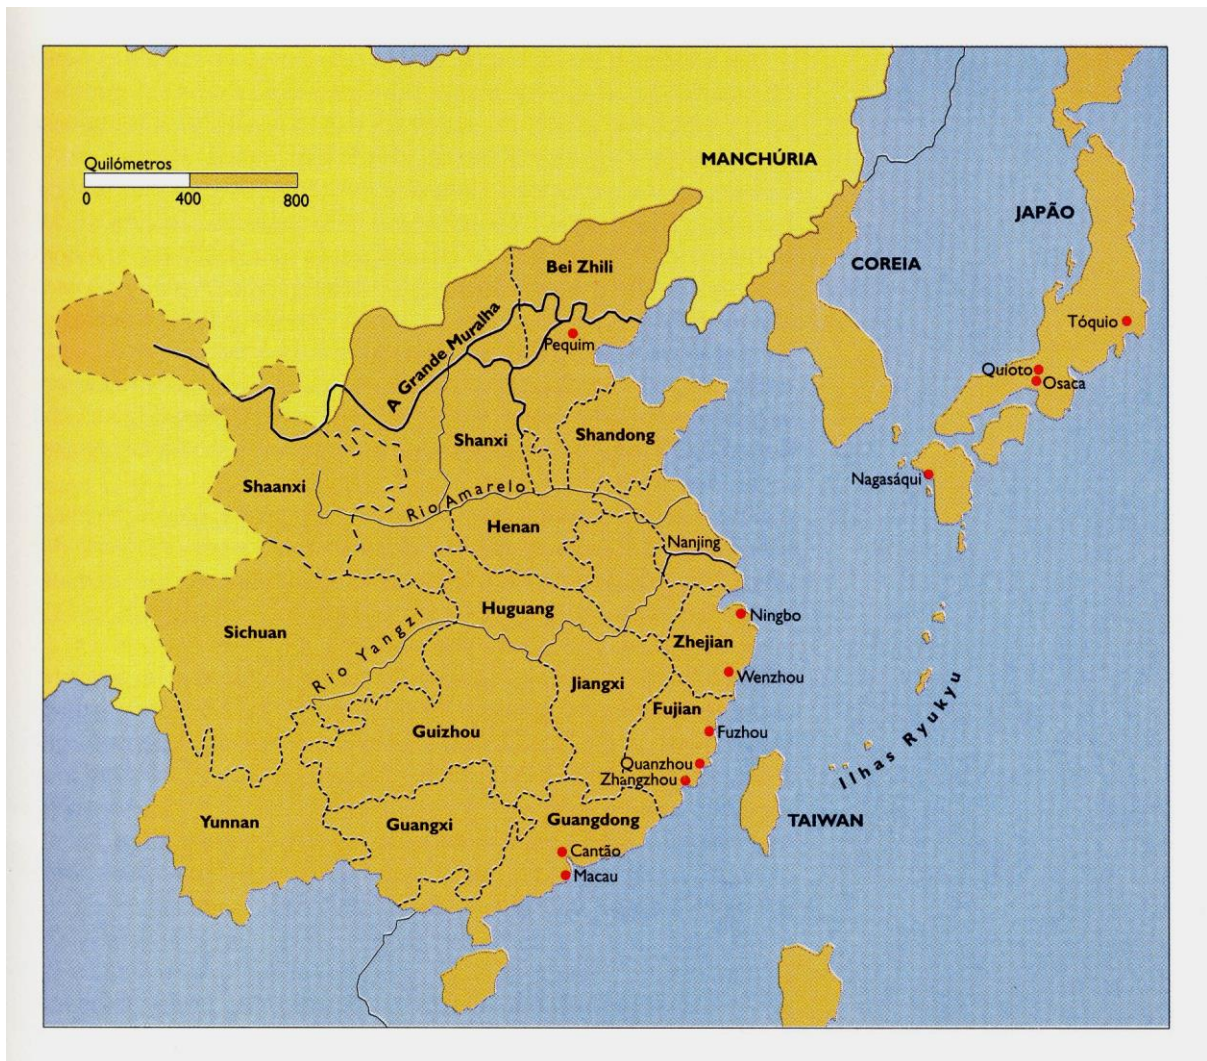 MANCHÚRIA
Quilómetros
0 400 800
JAPÃO
COREIA
Bei Zhili
A Grande Muralha
Tóquio
Pequim
Quioto
Osaca
Shanxi
Shandong
Nagasáqui
Shaanxi
Rio Amarelo
Henan
Nanjing
Huguang
Ningbo
Sichuan
Rio Yangzi
Zhejian
Wenzhou
Jiangxi
Fujian
Ilhas Ryukyu
Guizhou
Fuzhou
Quanzhou
Zhangzhou
Yunnan
Guangxi
Guangdong
TAIWAN
Cantão
Macau